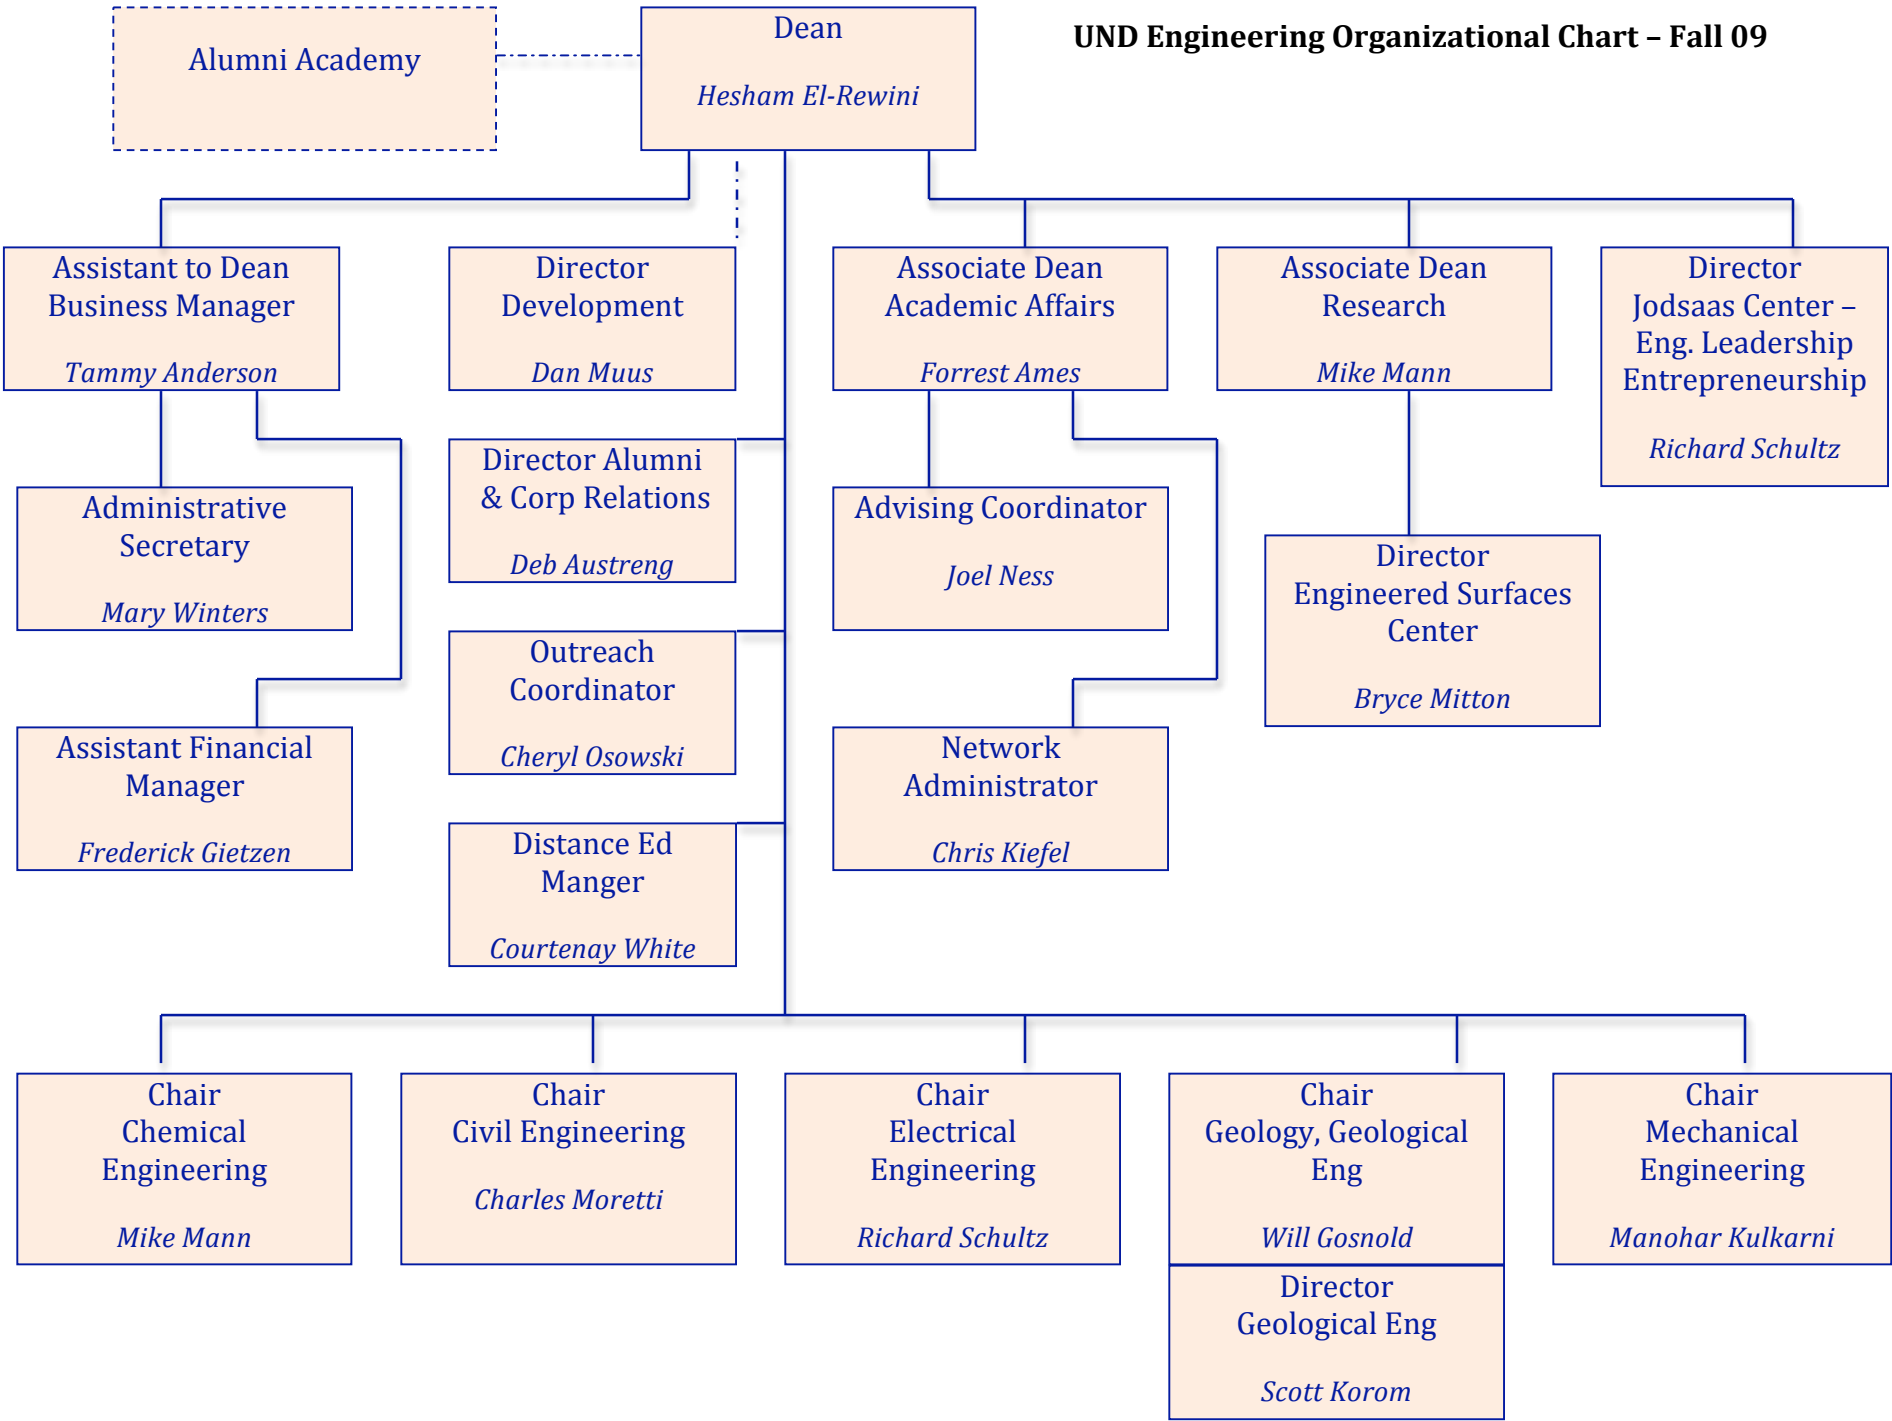 Alumni Academy
Dean
Hesham El-Rewini
UND Engineering Organizational Chart – Fall 09
Assistant to Dean
Business Manager
Tammy Anderson
Director
Development
Dan Muus
Associate Dean
Academic Affairs
Forrest Ames
Associate Dean
Research
Mike Mann
Director
Jodsaas Center –
Eng. Leadership
Entrepreneurship
Richard Schultz
Administrative
Secretary
Mary Winters
Director Alumni
& Corp Relations
Deb Austreng
Advising Coordinator
Joel Ness
Director
Engineered Surfaces
Center
Bryce Mitton
Outreach
Coordinator
Cheryl Osowski
Assistant Financial
Manager
Frederick Gietzen
Network
Administrator
Chris Kiefel
Distance Ed
Manger
Courtenay White
Chair
Chemical
Engineering
Mike Mann
Chair
Civil Engineering
Charles Moretti
Chair
Electrical
Engineering
Richard Schultz
Chair
Geology, Geological
Eng
Will Gosnold
Chair
Mechanical
Engineering
Manohar Kulkarni
Director
Geological Eng
Scott Korom